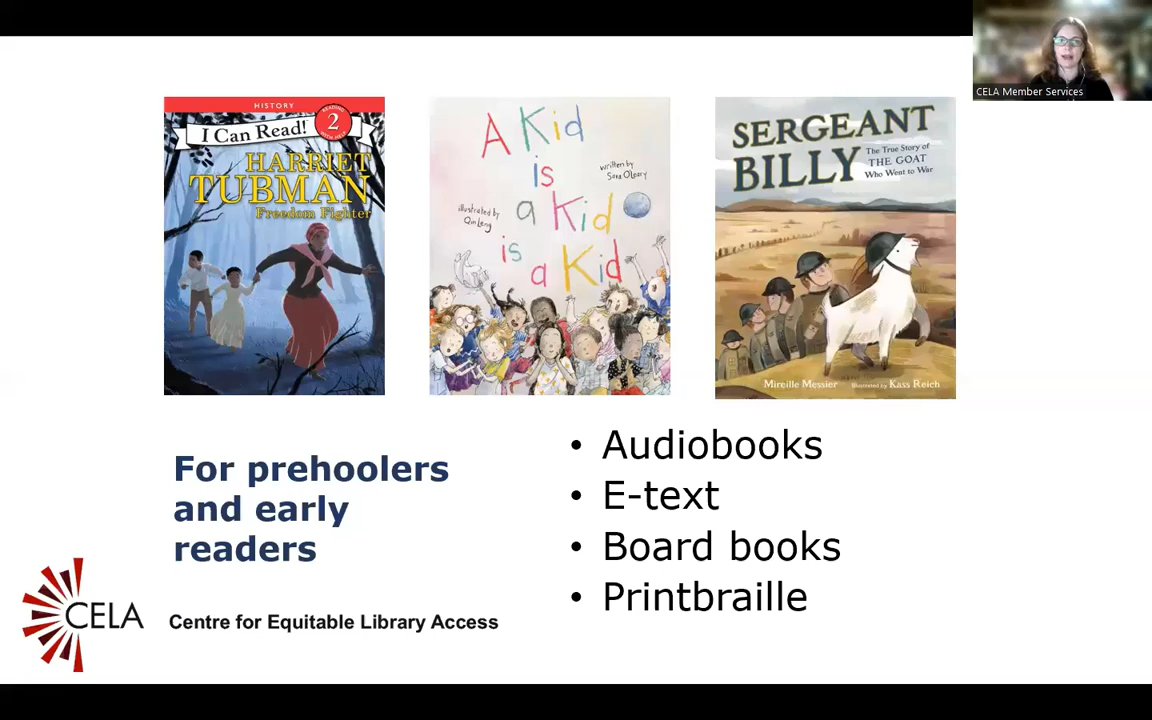 CELA Member Services
HISTORY
I Can Read!
READING
2
HARRIET
TUBMAN
Freedom Fighter
A Kid
is
a Kid
is
a Kid
written by
Sara O'Leary
illustrated by
Qin Leng
SERGEANT
BILLY
The True Story of
THE GOAT
Who Went to War
Mireille Messier
Illustrated by Kass Reich
For prehoolers
and early
readers
• Audiobooks
• E-text
• Board books
• Printbraille
CELA
Centre for Equitable Library Access